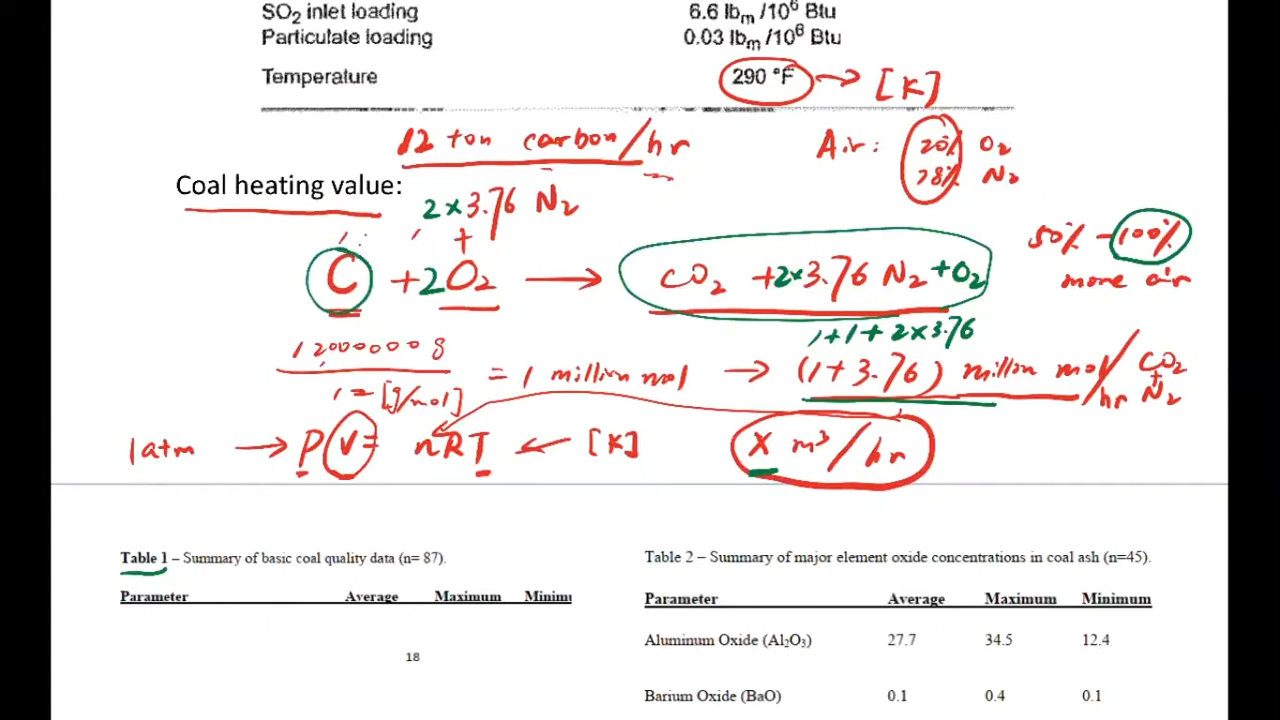 SO2 inlet loading 6.6 lbm /10^6 Btu
Particulate loading 0.03 lbm /10^6 Btu
Temperature 290 °F → [K]
12 ton carbon/hr
Air: 20% O2
78% N2
Coal heating value:
2×3.76 N2
+
50% - 100%
more air
C + 2O2 → CO2 + 2×3.76 N2 + O2
1+1+2×3.76
12000000g
12 [g/mol]
= 1 million mol → (1+3.76) million mol/hr CO2 + N2
1atm → PV = nRT ← [K]
X m³/hr
Table 1 – Summary of basic coal quality data (n= 87).
Parameter Average Maximum Minimu
18
Table 2 – Summary of major element oxide concentrations in coal ash (n=45).
Parameter Average Maximum Minimum
Aluminum Oxide (Al2O3) 27.7 34.5 12.4
Barium Oxide (BaO) 0.1 0.4 0.1